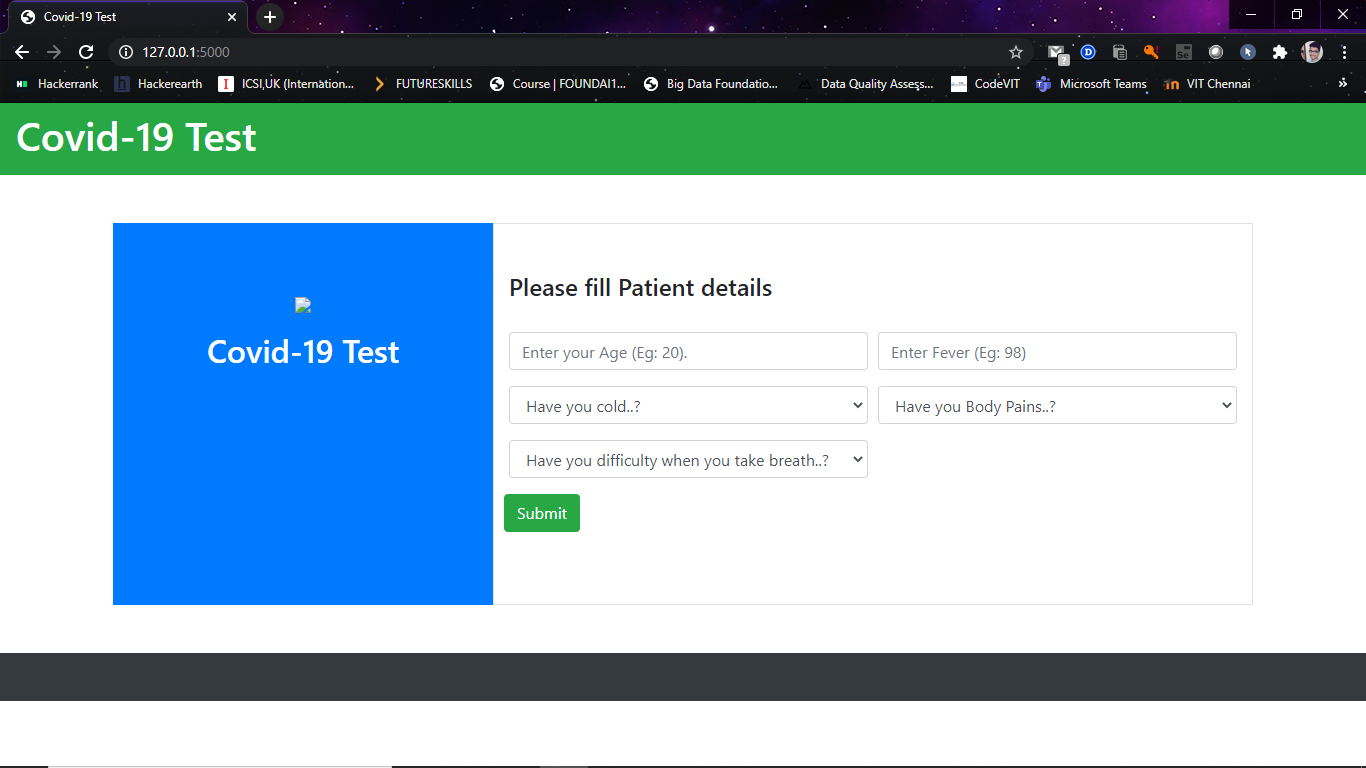 Covid-19 Test
127.0.0.1:5000
Hackerrank Hackerearth ICSI,UK (Internation... FUTURESKILLS Course | FOUNDAI1... Big Data Foundatio... Data Quality Assess... CodeVIT Microsoft Teams VIT Chennai »
Covid-19 Test
Please fill Patient details
Enter your Age (Eg: 20). Enter Fever (Eg: 98)
Covid-19 Test
Have you cold..? Have you Body Pains..?
Have you difficulty when you take breath..?
Submit